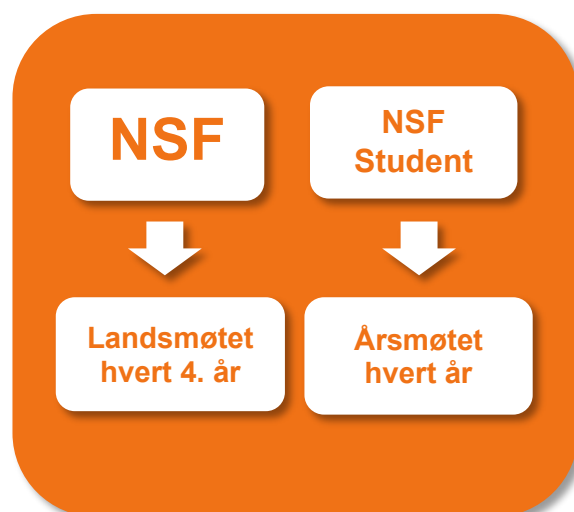 NSF
NSF
Student
Landsmøtet
hvert 4. år
Årsmøtet
hvert år